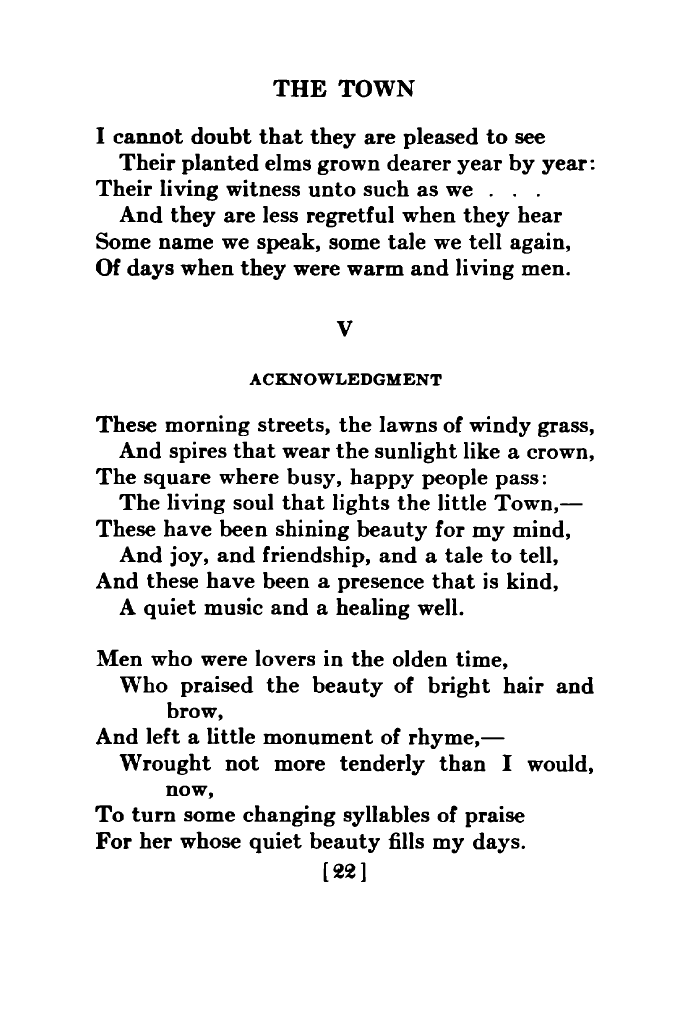 THE TOWN
I cannot doubt that they are pleased to see
Their planted elms grown dearer year by year:
Their living witness unto such as we . . .
And they are less regretful when they hear
Some name we speak, some tale we tell again,
Of days when they were warm and living men.
V
ACKNOWLEDGMENT
These morning streets, the lawns of windy grass,
And spires that wear the sunlight like a crown,
The square where busy, happy people pass:
The living soul that lights the little Town,—
These have been shining beauty for my mind,
And joy, and friendship, and a tale to tell,
And these have been a presence that is kind,
A quiet music and a healing well.
Men who were lovers in the olden time,
Who praised the beauty of bright hair and
brow,
And left a little monument of rhyme,—
Wrought not more tenderly than I would,
now,
To turn some changing syllables of praise
For her whose quiet beauty fills my days.
[22]